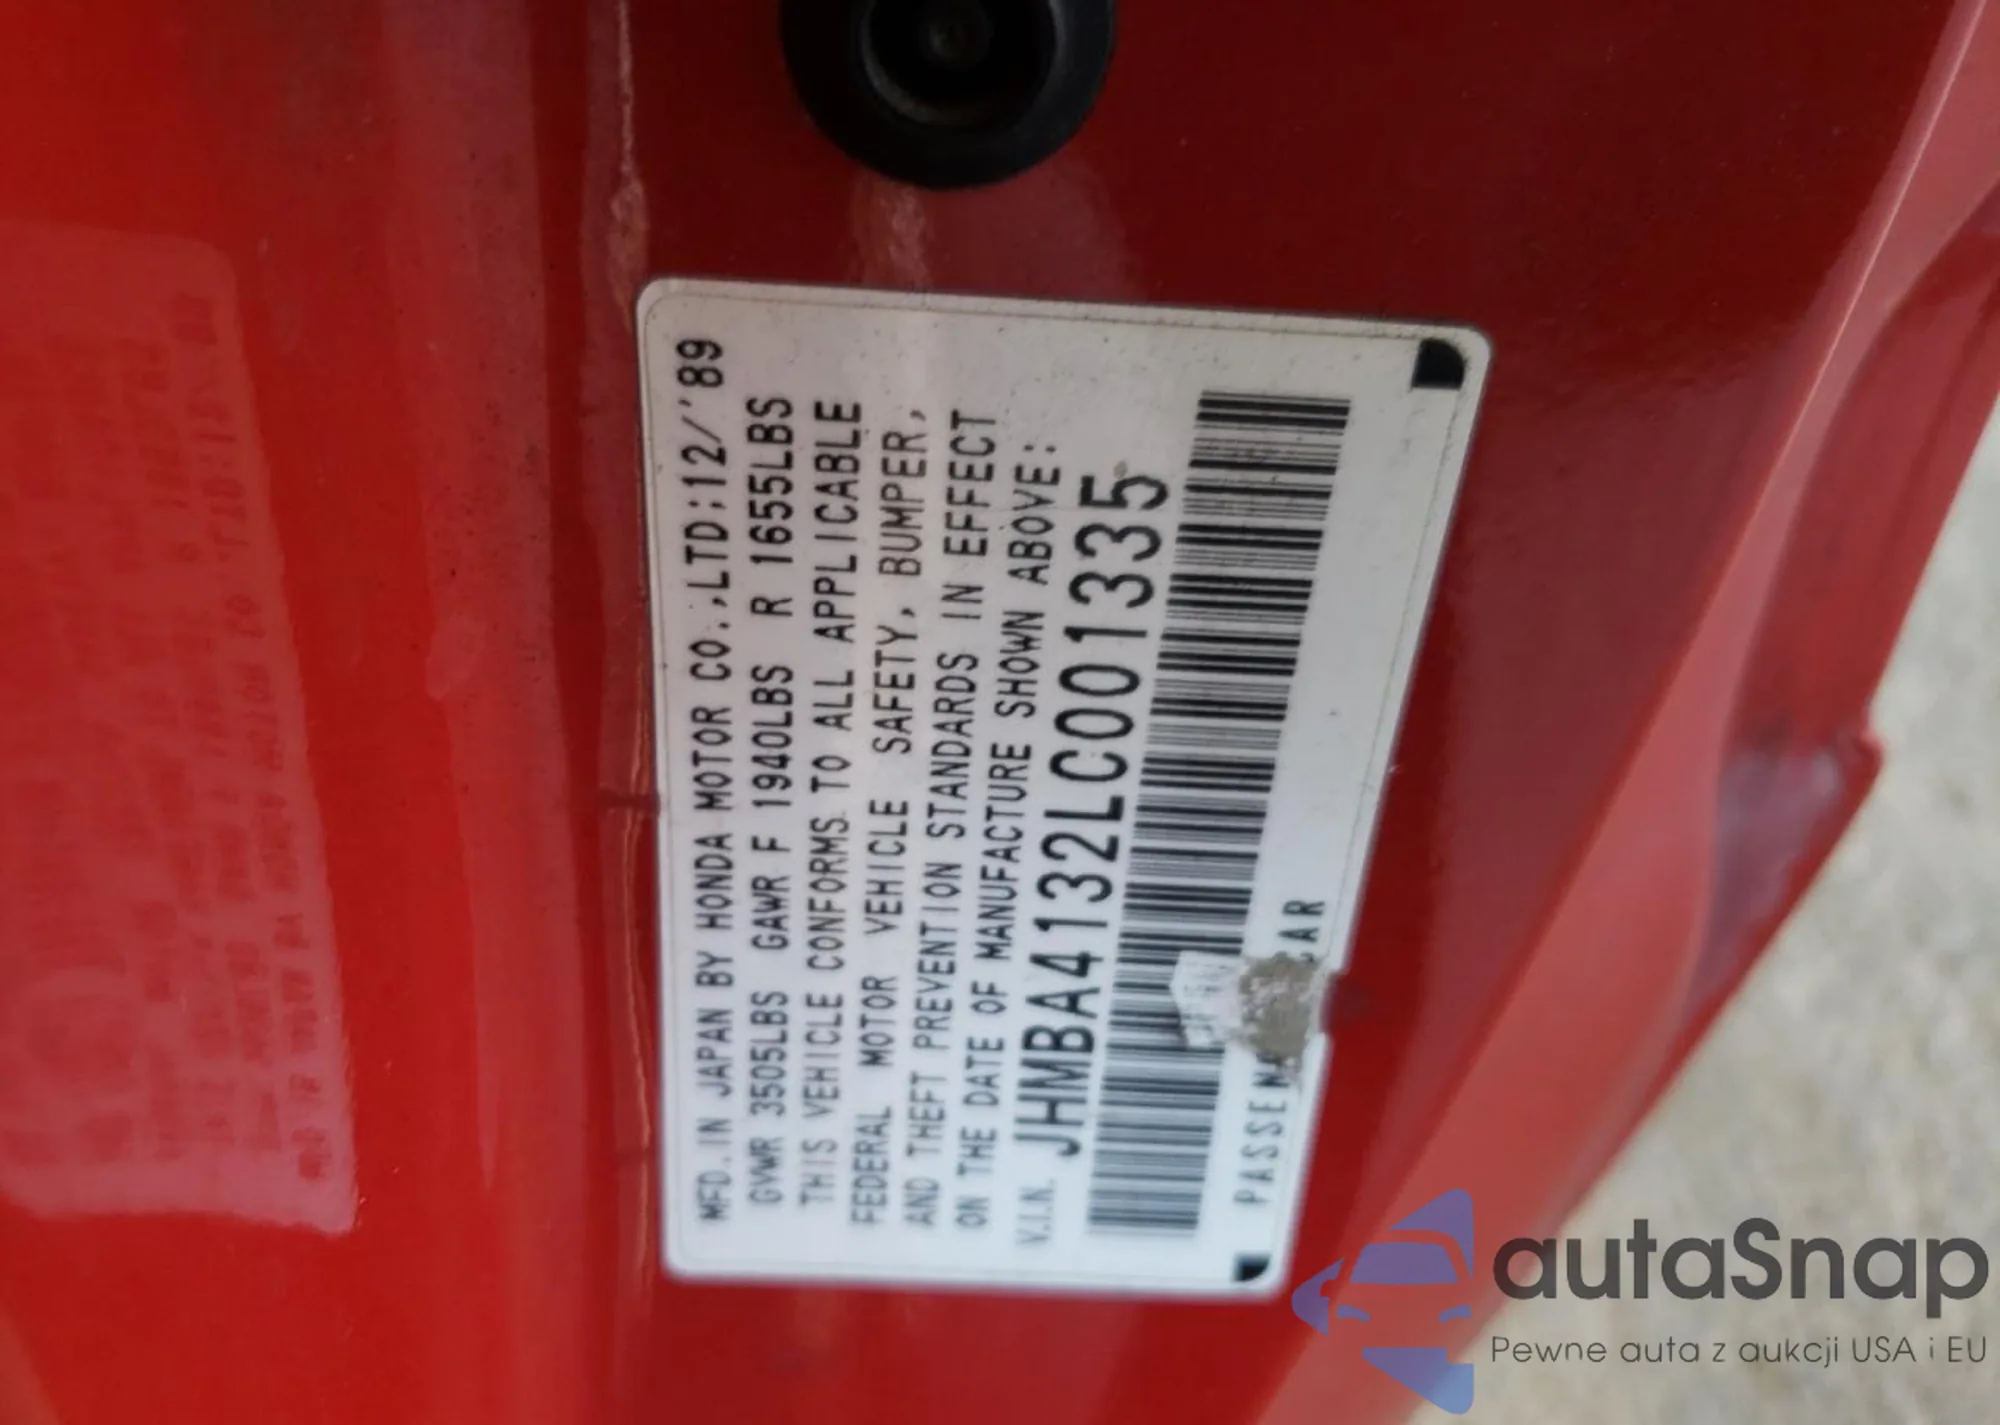 MFD.IN JAPAN BY HONDA MOTOR CO.,LTD:12/'89
GVWR 3505LBS GAWR F 1940LBS R 1655LBS
THIS VEHICLE CONFORMS TO ALL APPLICABLE
FEDERAL MOTOR VEHICLE SAFETY, BUMPER,
AND THEFT PREVENTION STANDARDS IN EFFECT
ON THE DATE OF MANUFACTURE SHOWN ABOVE:
V.I.N. JHMBA4132LC001335
PASSEN CAR
autaSnap
Pewne auta z aukcji USA i EU